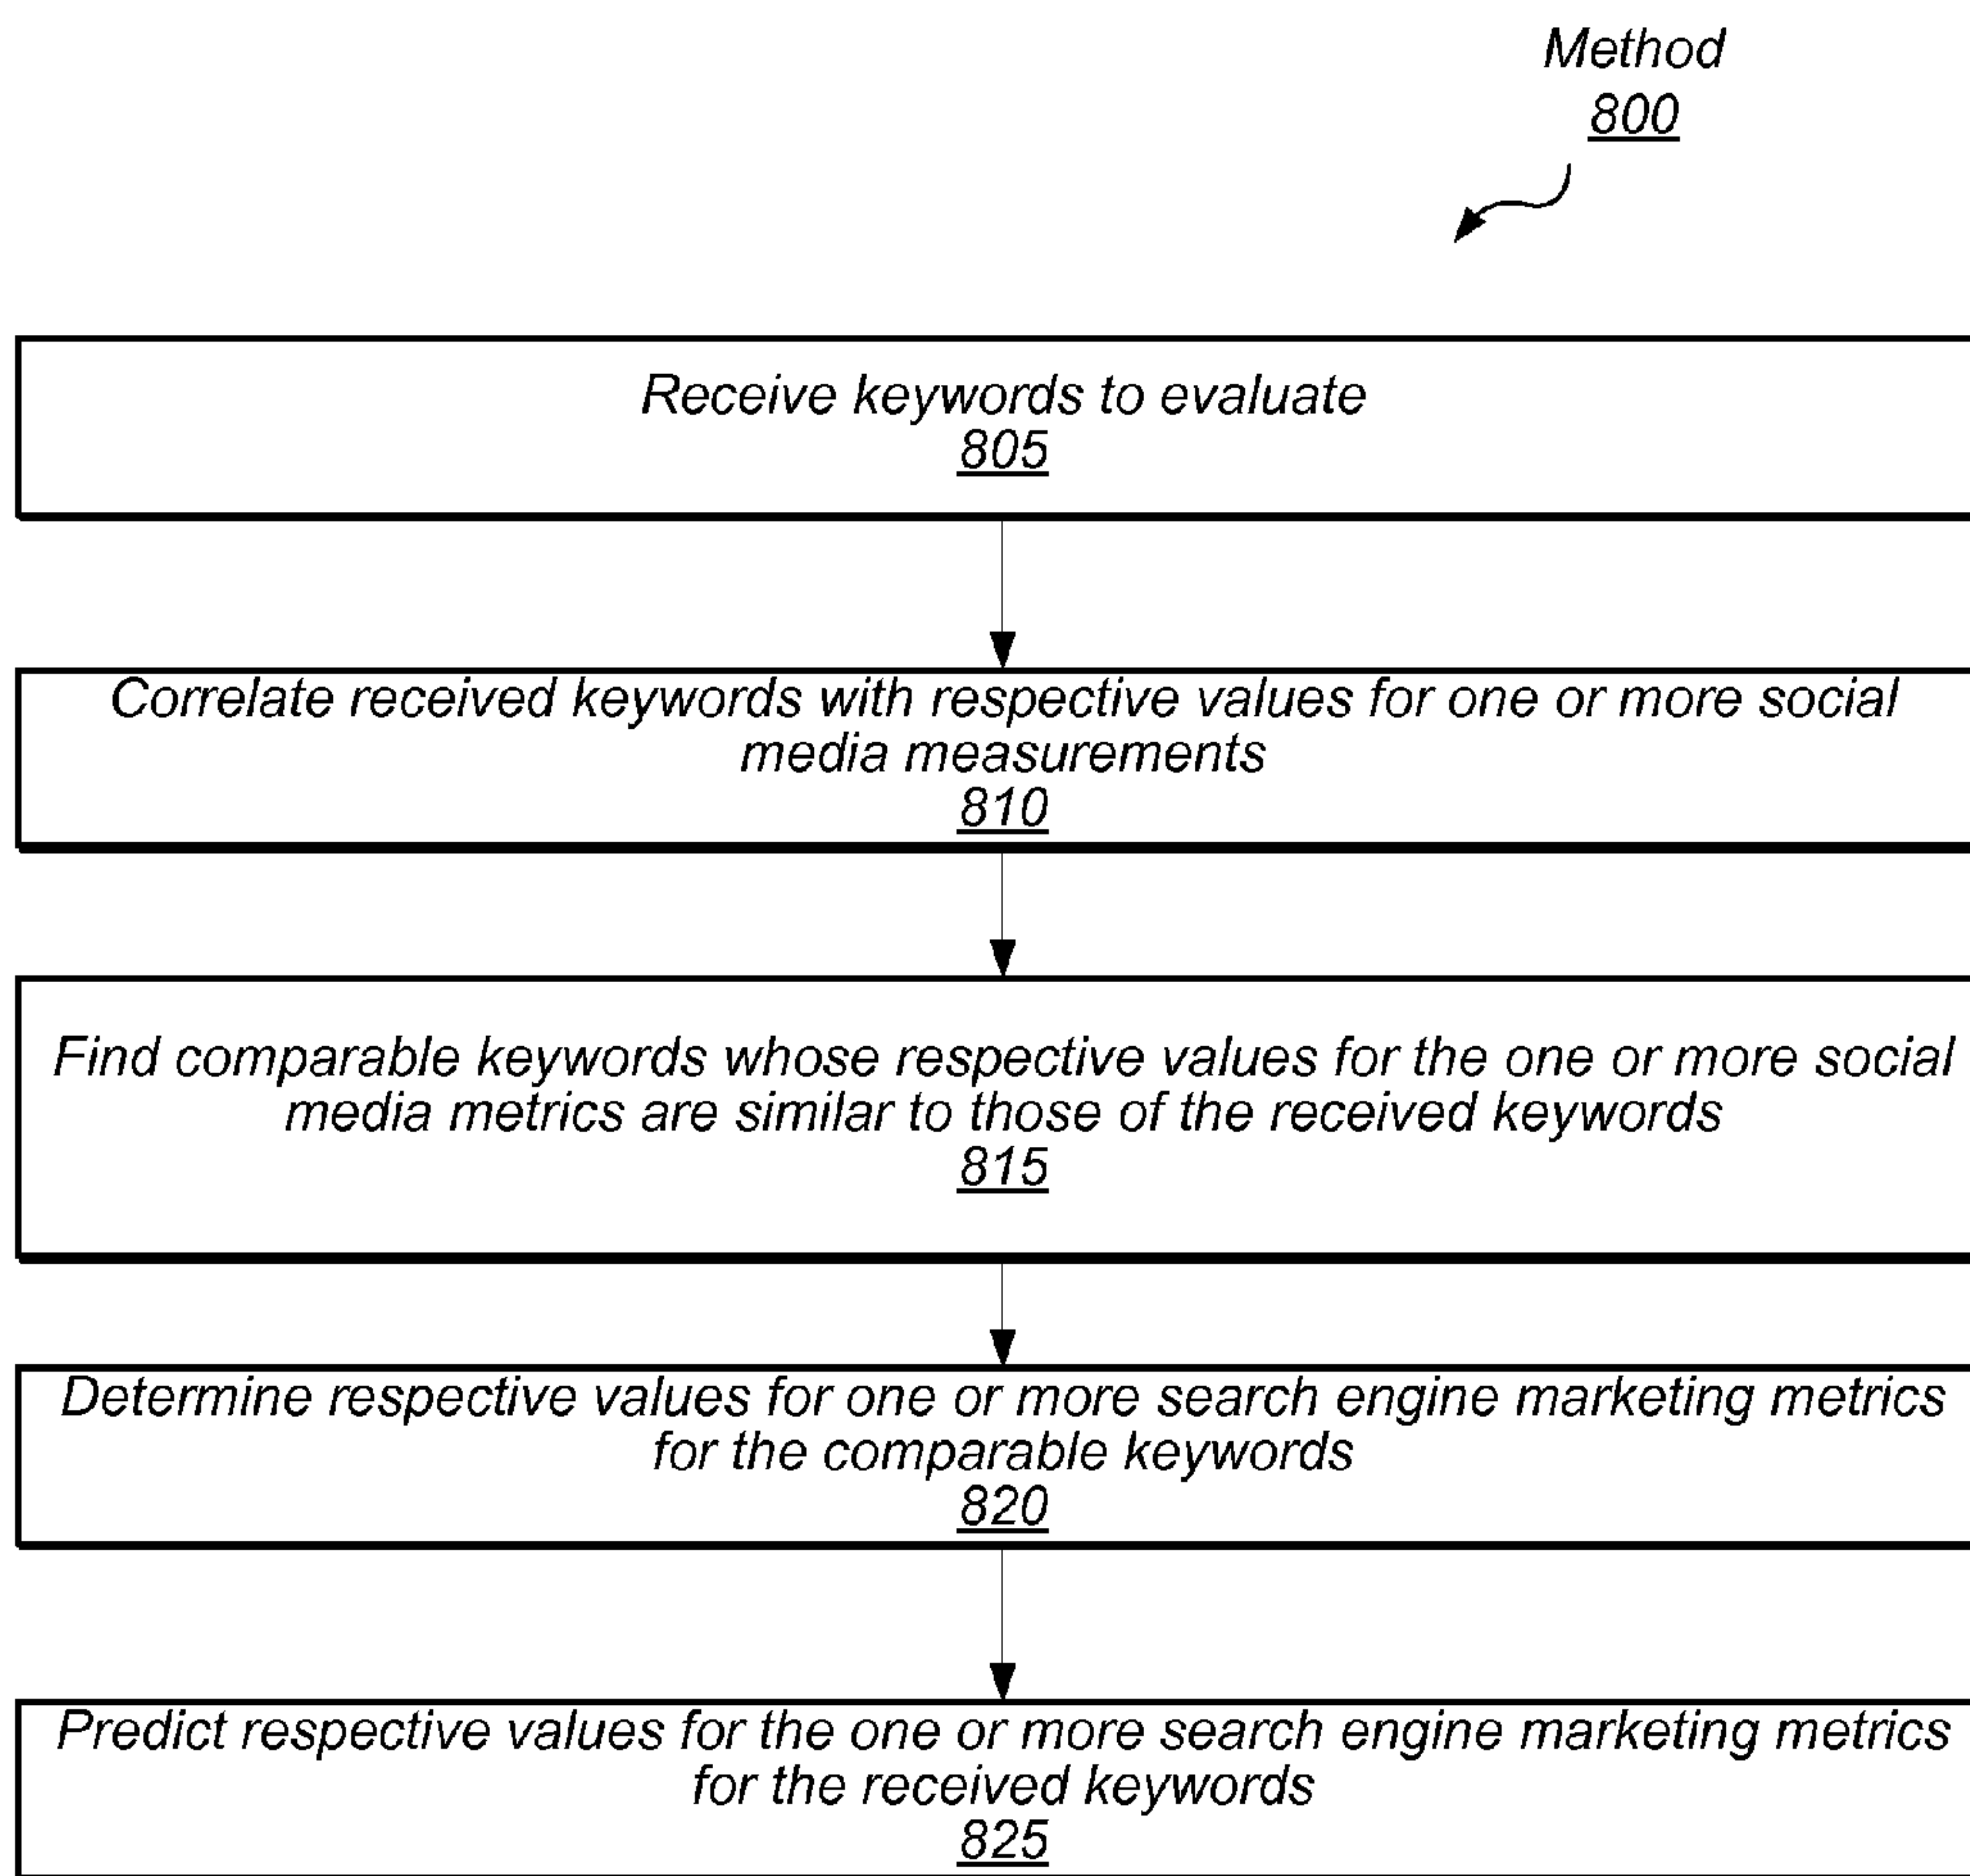 Method
800
Receive keywords to evaluate
805
Correlate received keywords with respective values for one or more social
media measurements
810
Find comparable keywords whose respective values for the one or more social
media metrics are similar to those of the received keywords
815
Determine respective values for one or more search engine marketing metrics
for the comparable keywords
820
Predict respective values for the one or more search engine marketing metrics
for the received keywords
825